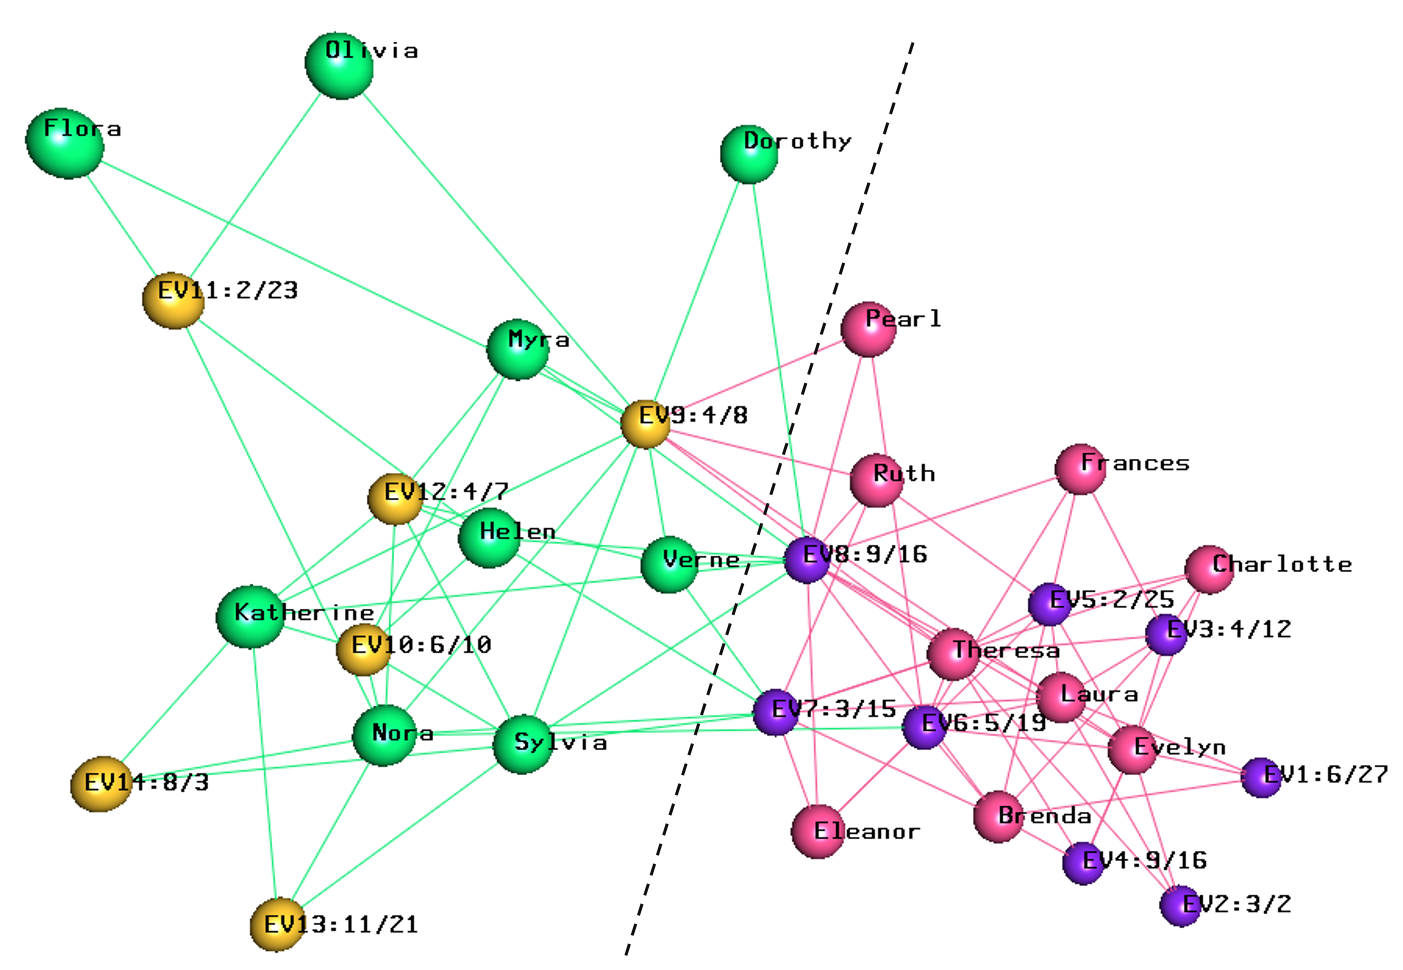 Olivia
Flora
Dorothy
EV11:2/23
Pearl
Myra
EV9:4/8
Ruth
Frances
EV12:4/7
Helen
Verne
EV8:9/16
Charlotte
EV5:2/25
Katherine
EV3:4/12
EV10:6/10
Theresa
Laura
EV7:3/15
EV6:5/19
Nora
Sylvia
Evelyn
EV14:8/3
EV1:6/27
Brenda
Eleanor
EV4:9/16
EV2:3/2
EV13:11/21